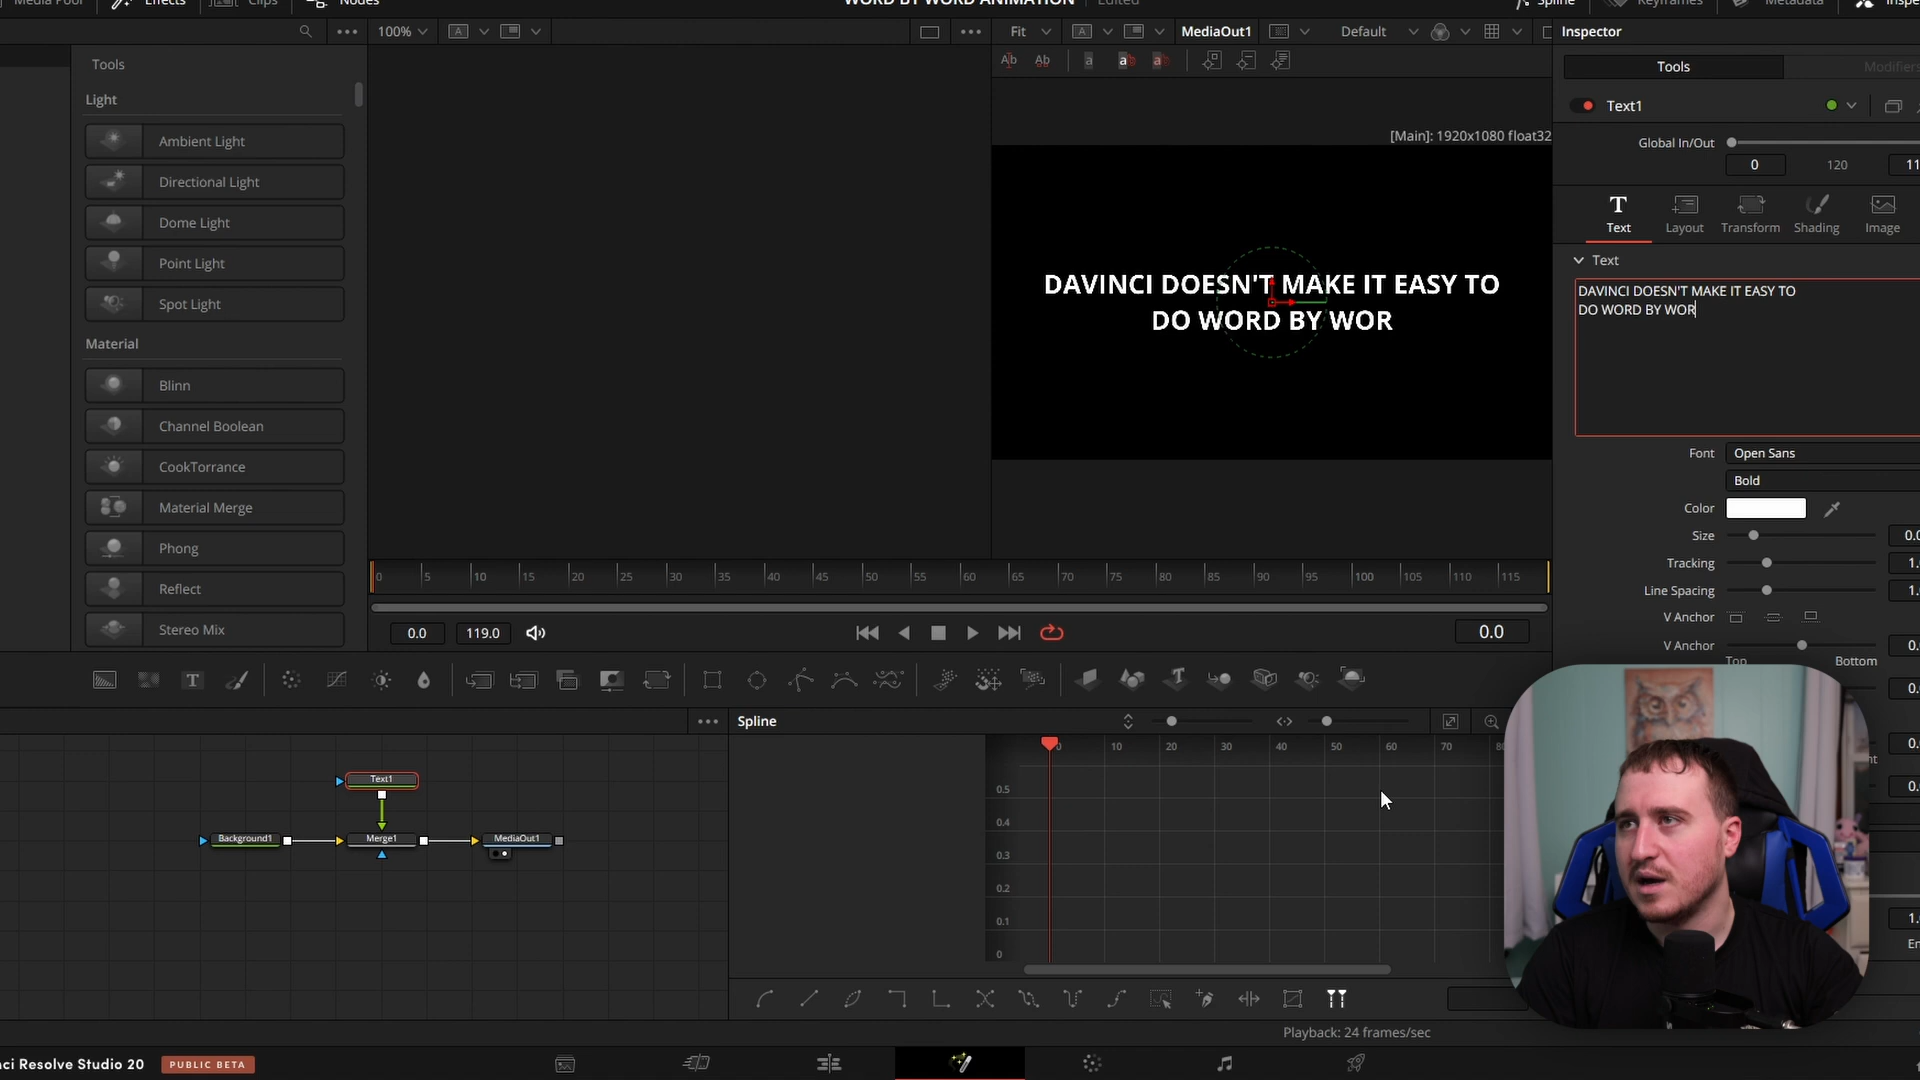 Media Pool
Effects
Clips
Nodes
WORD BY WORD ANIMATION
Edited
Spline
Keyframes
Metadata
100%
Fit
MediaOut1
Default
Inspector
Tools
Modifiers
Tools
Text1
Light
[Main]: 1920x1080 float32
Global In/Out
0
120
Ambient Light
Directional Light
Text
Layout
Transform
Shading
Image
Dome Light
Point Light
Text
DAVINCI DOESN'T MAKE IT EASY TO
DO WORD BY WOR
DAVINCI DOESN'T MAKE IT EASY TO
DO WORD BY WOR
Spot Light
Material
Blinn
Channel Boolean
CookTorrance
Material Merge
Phong
Reflect
Stereo Mix
Font
Open Sans
Bold
Color
Size
Tracking
Line Spacing
V Anchor
V Anchor
Top
Bottom
0 5 10 15 20 25 30 35 40 45 50 55 60 65 70 75 80 85 90 95 100 105 110 115
0.0
119.0
0.0
Spline
0 10 20 30 40 50 60 70
0.5
0.4
0.3
0.2
0.1
0
Text1
Background1
Merge1
MediaOut1
Playback: 24 frames/sec
nci Resolve Studio 20
PUBLIC BETA